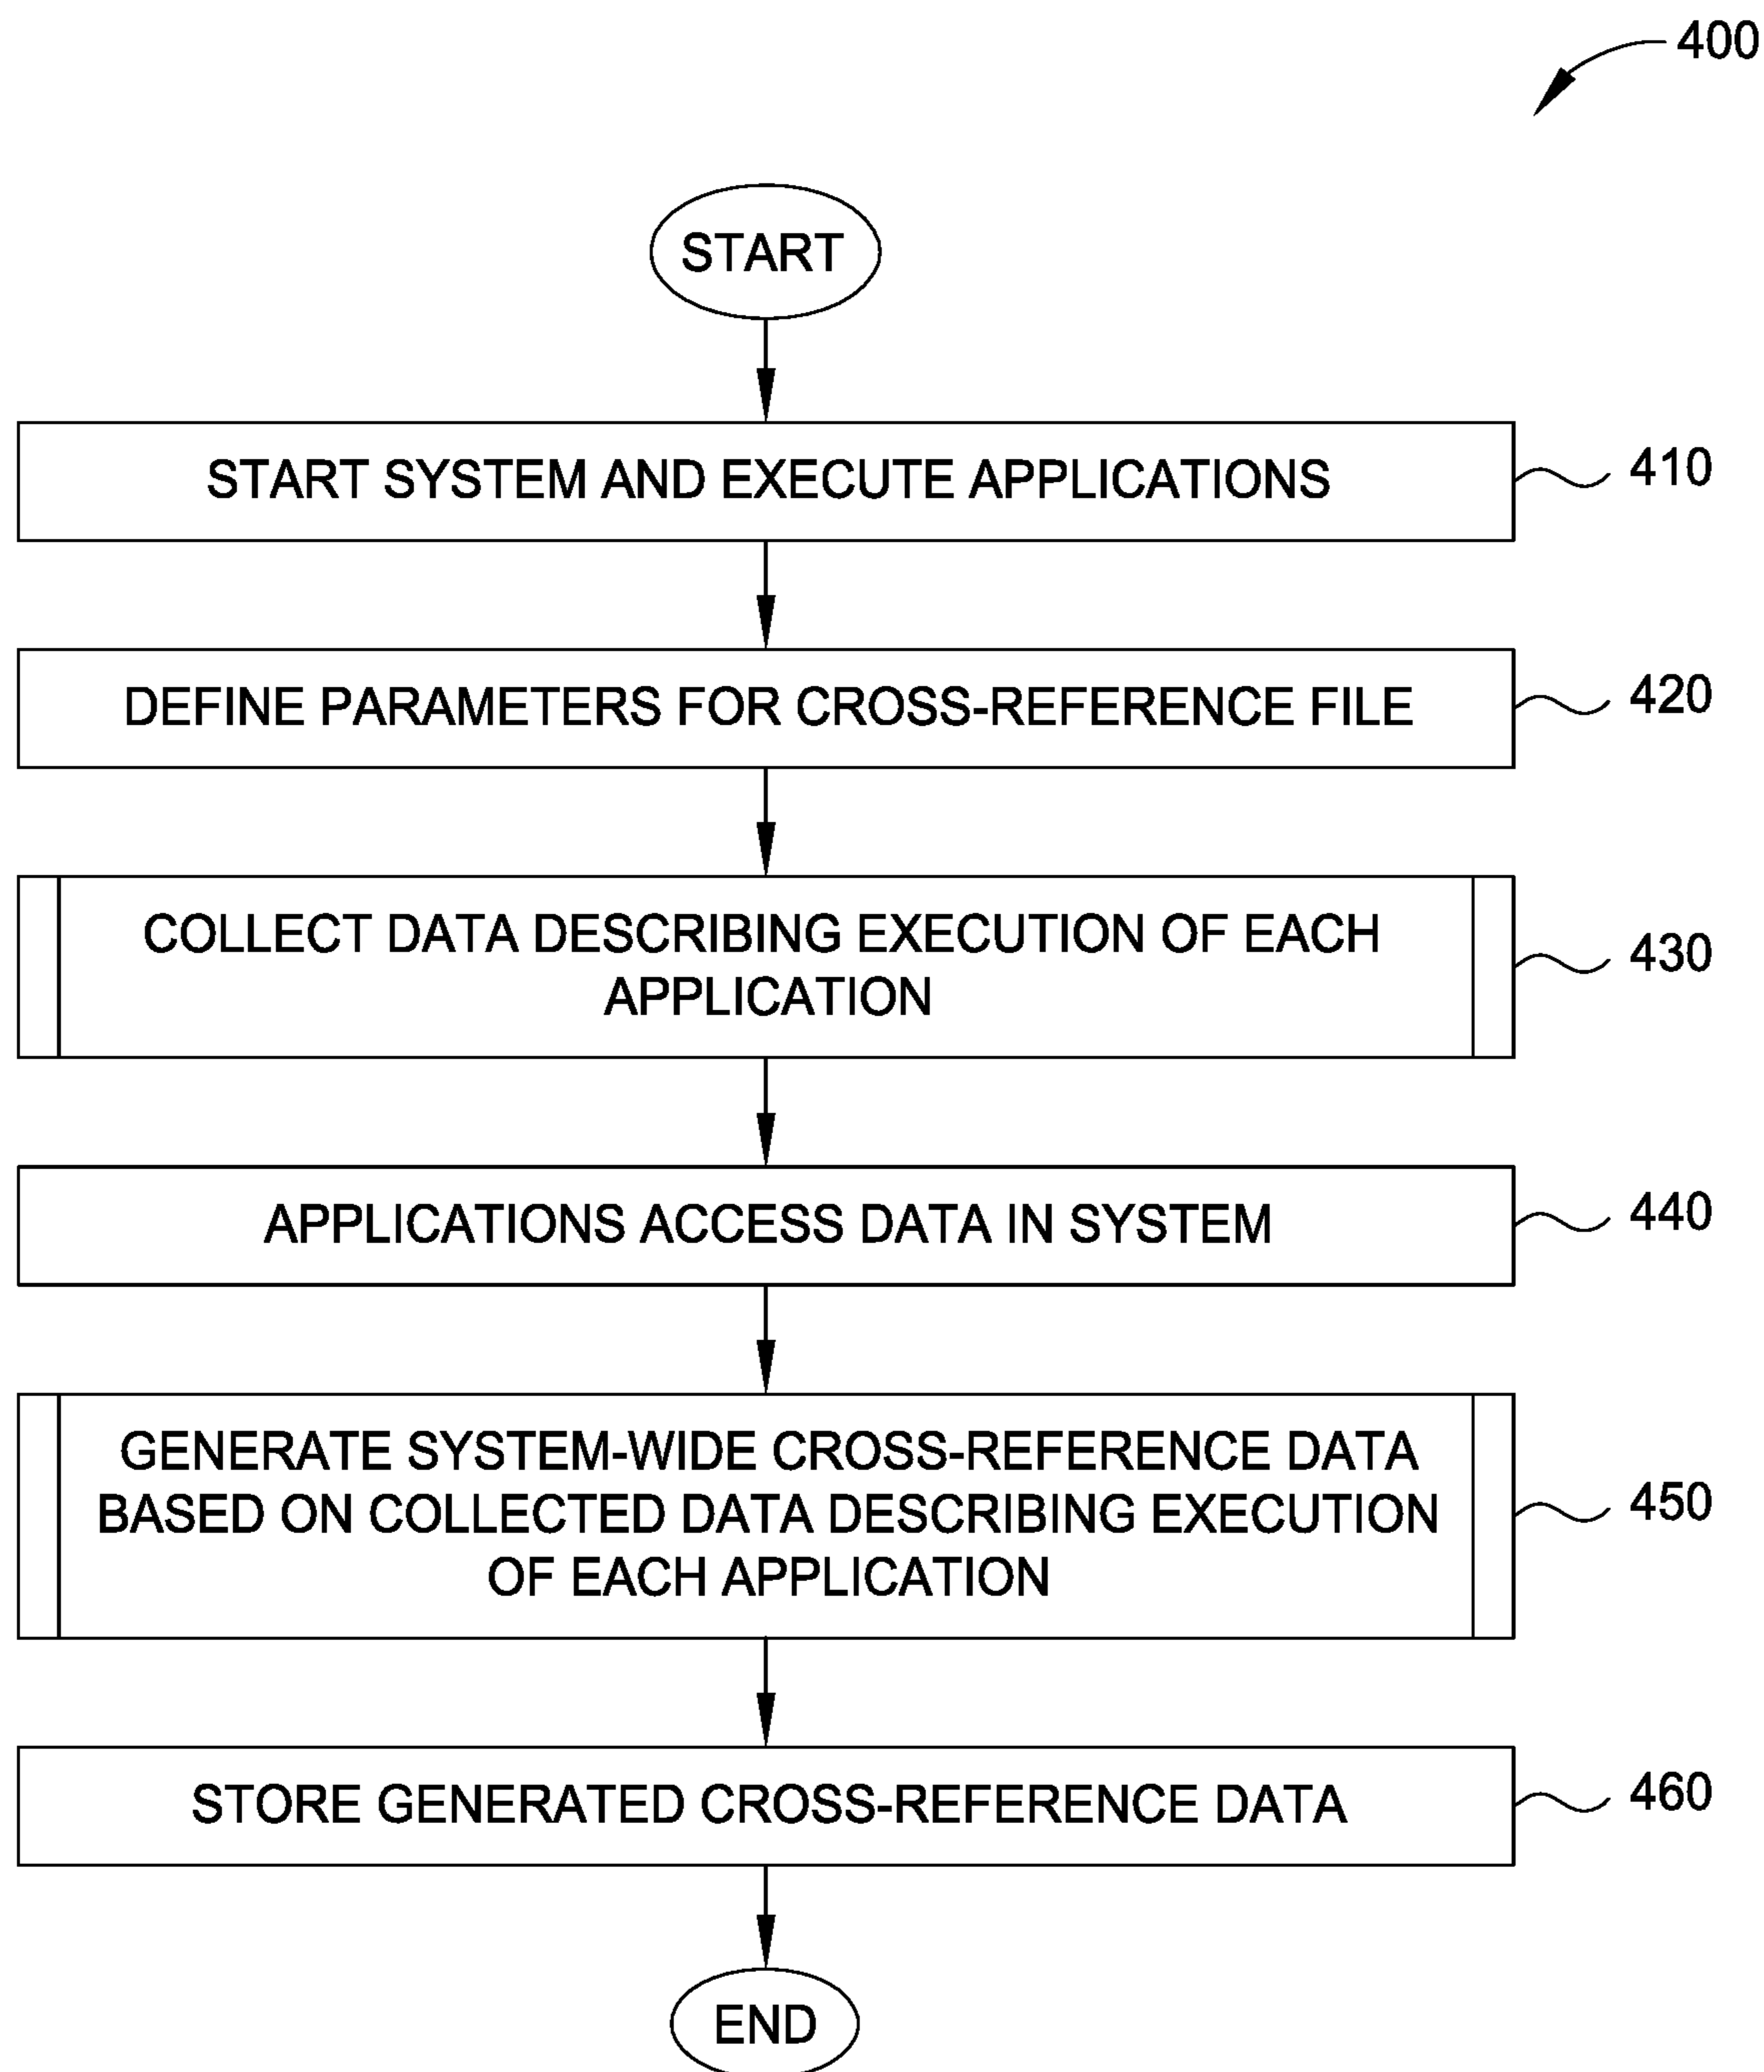 400
START
START SYSTEM AND EXECUTE APPLICATIONS
410
DEFINE PARAMETERS FOR CROSS-REFERENCE FILE
420
COLLECT DATA DESCRIBING EXECUTION OF EACH
APPLICATION
430
APPLICATIONS ACCESS DATA IN SYSTEM
440
GENERATE SYSTEM-WIDE CROSS-REFERENCE DATA
BASED ON COLLECTED DATA DESCRIBING EXECUTION
OF EACH APPLICATION
450
STORE GENERATED CROSS-REFERENCE DATA
460
END